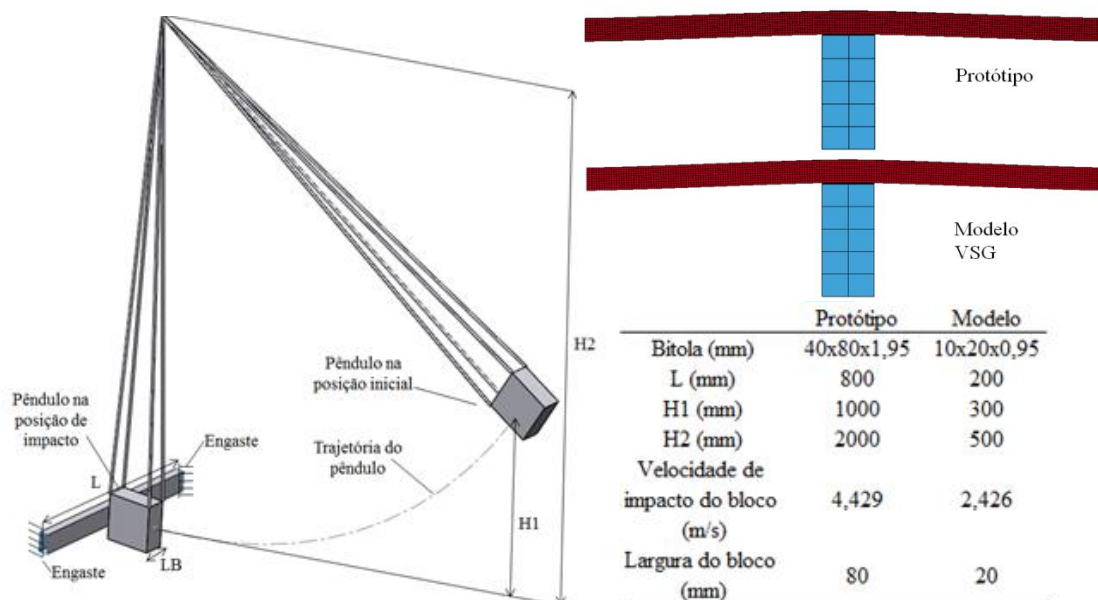 H2
Pêndulo na
posição inicial
Pêndulo na
posição de
impacto
Engaste
Trajetória do
pêndulo
L
H1
LB
Engaste
Protótipo
Modelo
VSG
Protótipo Modelo
Bitola (mm) 40x80x1,95 10x20x0,95
L (mm) 800 200
H1 (mm) 1000 300
H2 (mm) 2000 500
Velocidade de
impacto do bloco 4,429 2,426
(m/s)
Largura do bloco
(mm) 80 20